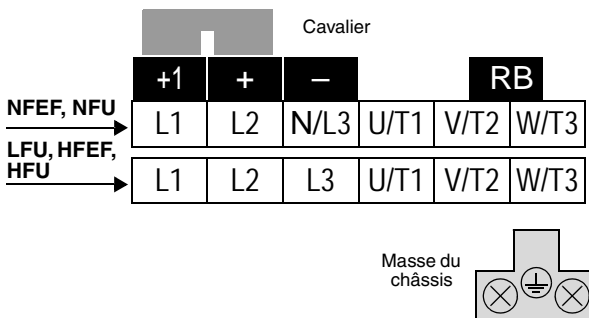 Cavalier
+1 + – RB
NFEF, NFU
L1 L2 N/L3 U/T1 V/T2 W/T3
LFU, HFEF,
HFU
L1 L2 L3 U/T1 V/T2 W/T3
Masse du
châssis